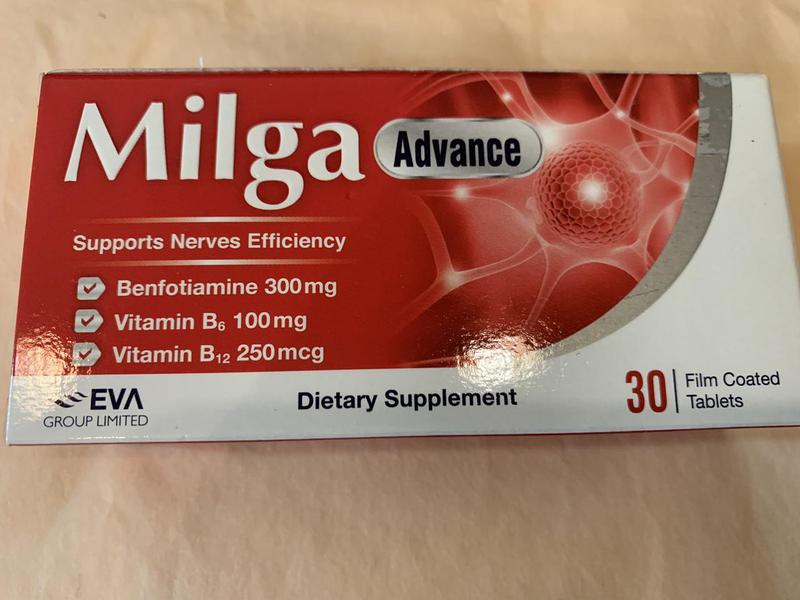 Milga Advance
Supports Nerves Efficiency
Benfotiamine 300mg
Vitamin B₆ 100mg
Vitamin B₁₂ 250mcg
EVA
GROUP LIMITED
Dietary Supplement
30 Film Coated
Tablets